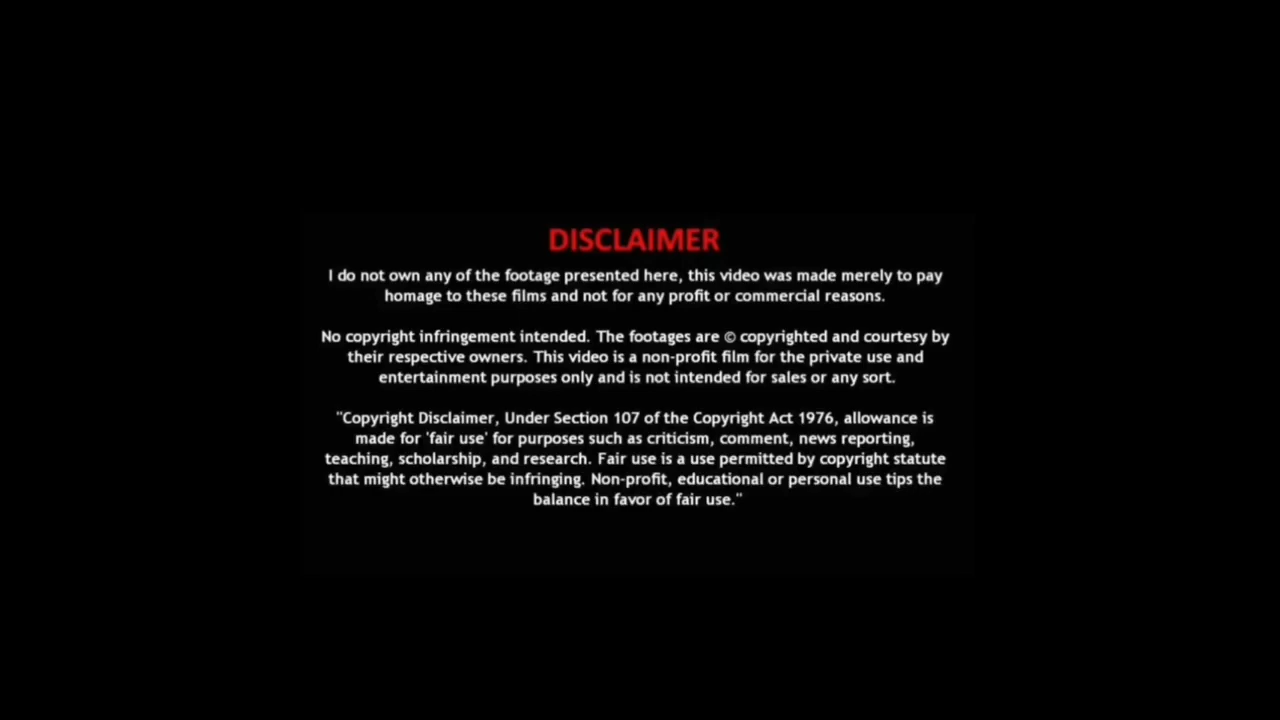 DISCLAIMER
I do not own any of the footage presented here, this video was made merely to pay
homage to these films and not for any profit or commercial reasons.
No copyright infringement intended. The footages are © copyrighted and courtesy by
their respective owners. This video is a non-profit film for the private use and
entertainment purposes only and is not intended for sales or any sort.
"Copyright Disclaimer, Under Section 107 of the Copyright Act 1976, allowance is
made for 'fair use' for purposes such as criticism, comment, news reporting,
teaching, scholarship, and research. Fair use is a use permitted by copyright statute
that might otherwise be infringing. Non-profit, educational or personal use tips the
balance in favor of fair use."